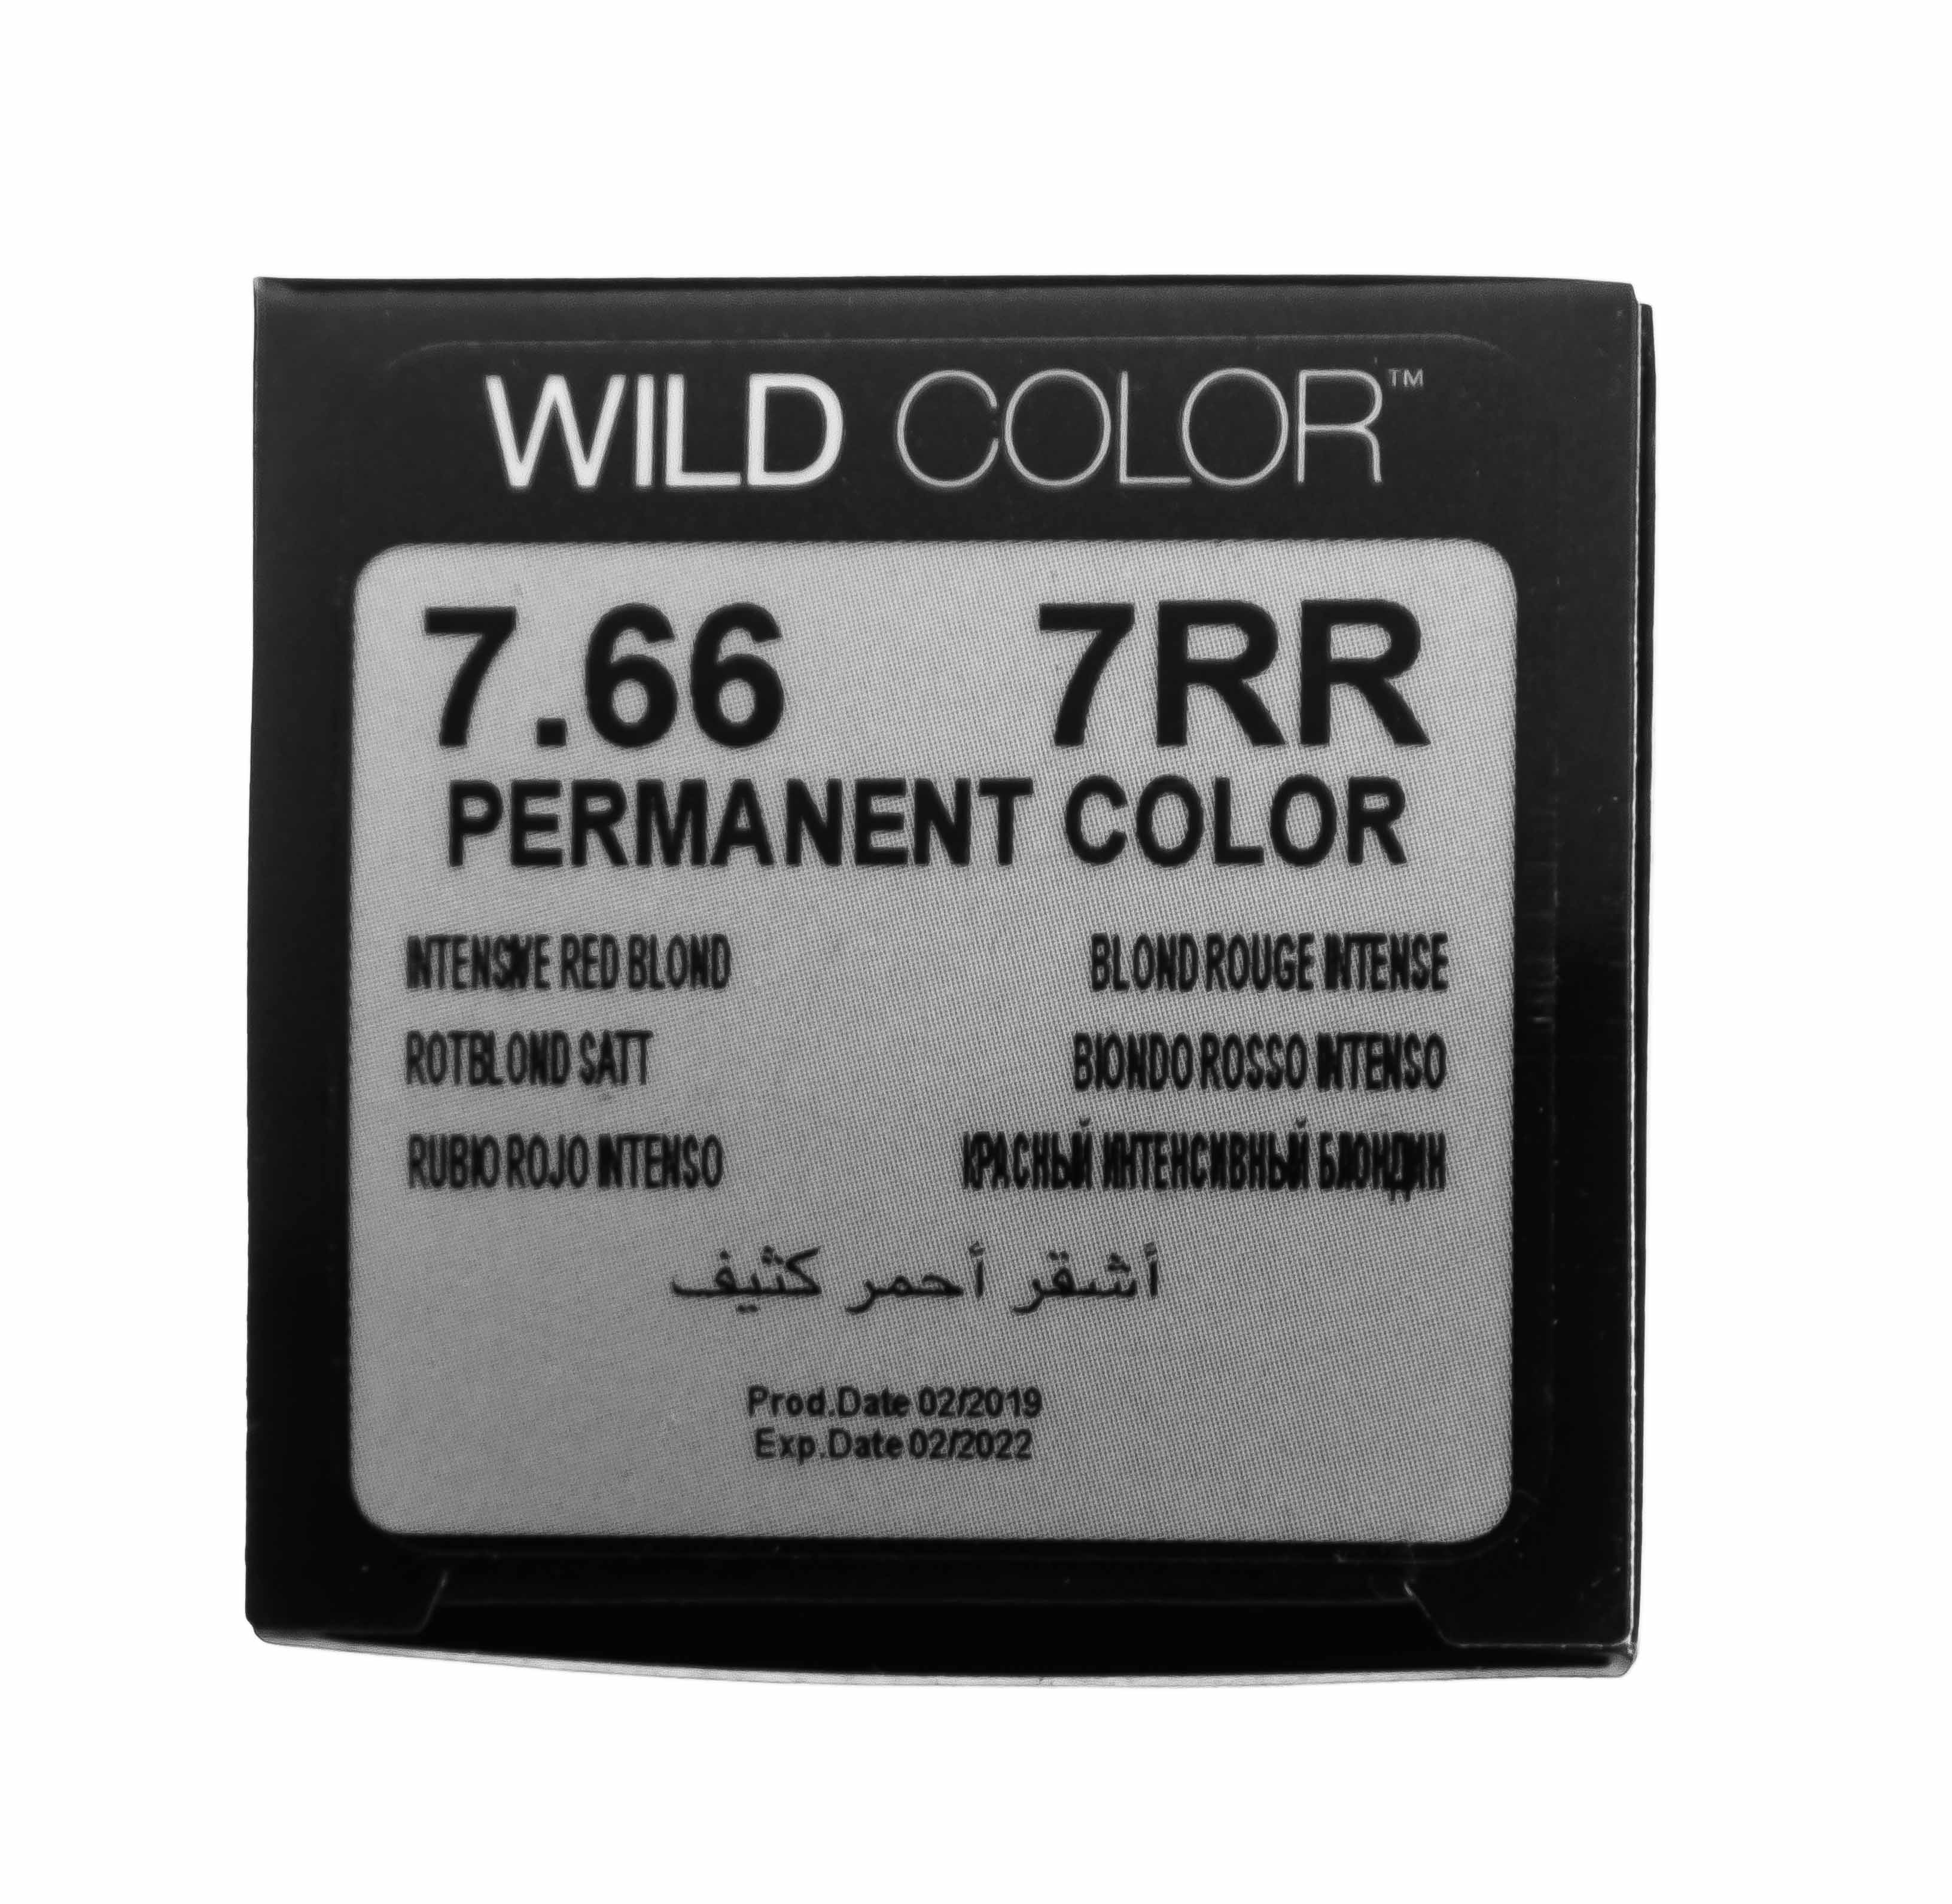 WILD COLOR™
7.66 7RR
PERMANENT COLOR
INTENSIVE RED BLOND BLOND ROUGE INTENSE
ROTBLOND SATT BIONDO ROSSO INTENSO
RUBIO ROJO INTENSO КРАСНЫЙ ИНТЕНСИВНЫЙ БЛОНДИН
أشقر أحمر كثيف
Prod.Date 02/2019
Exp.Date 02/2022